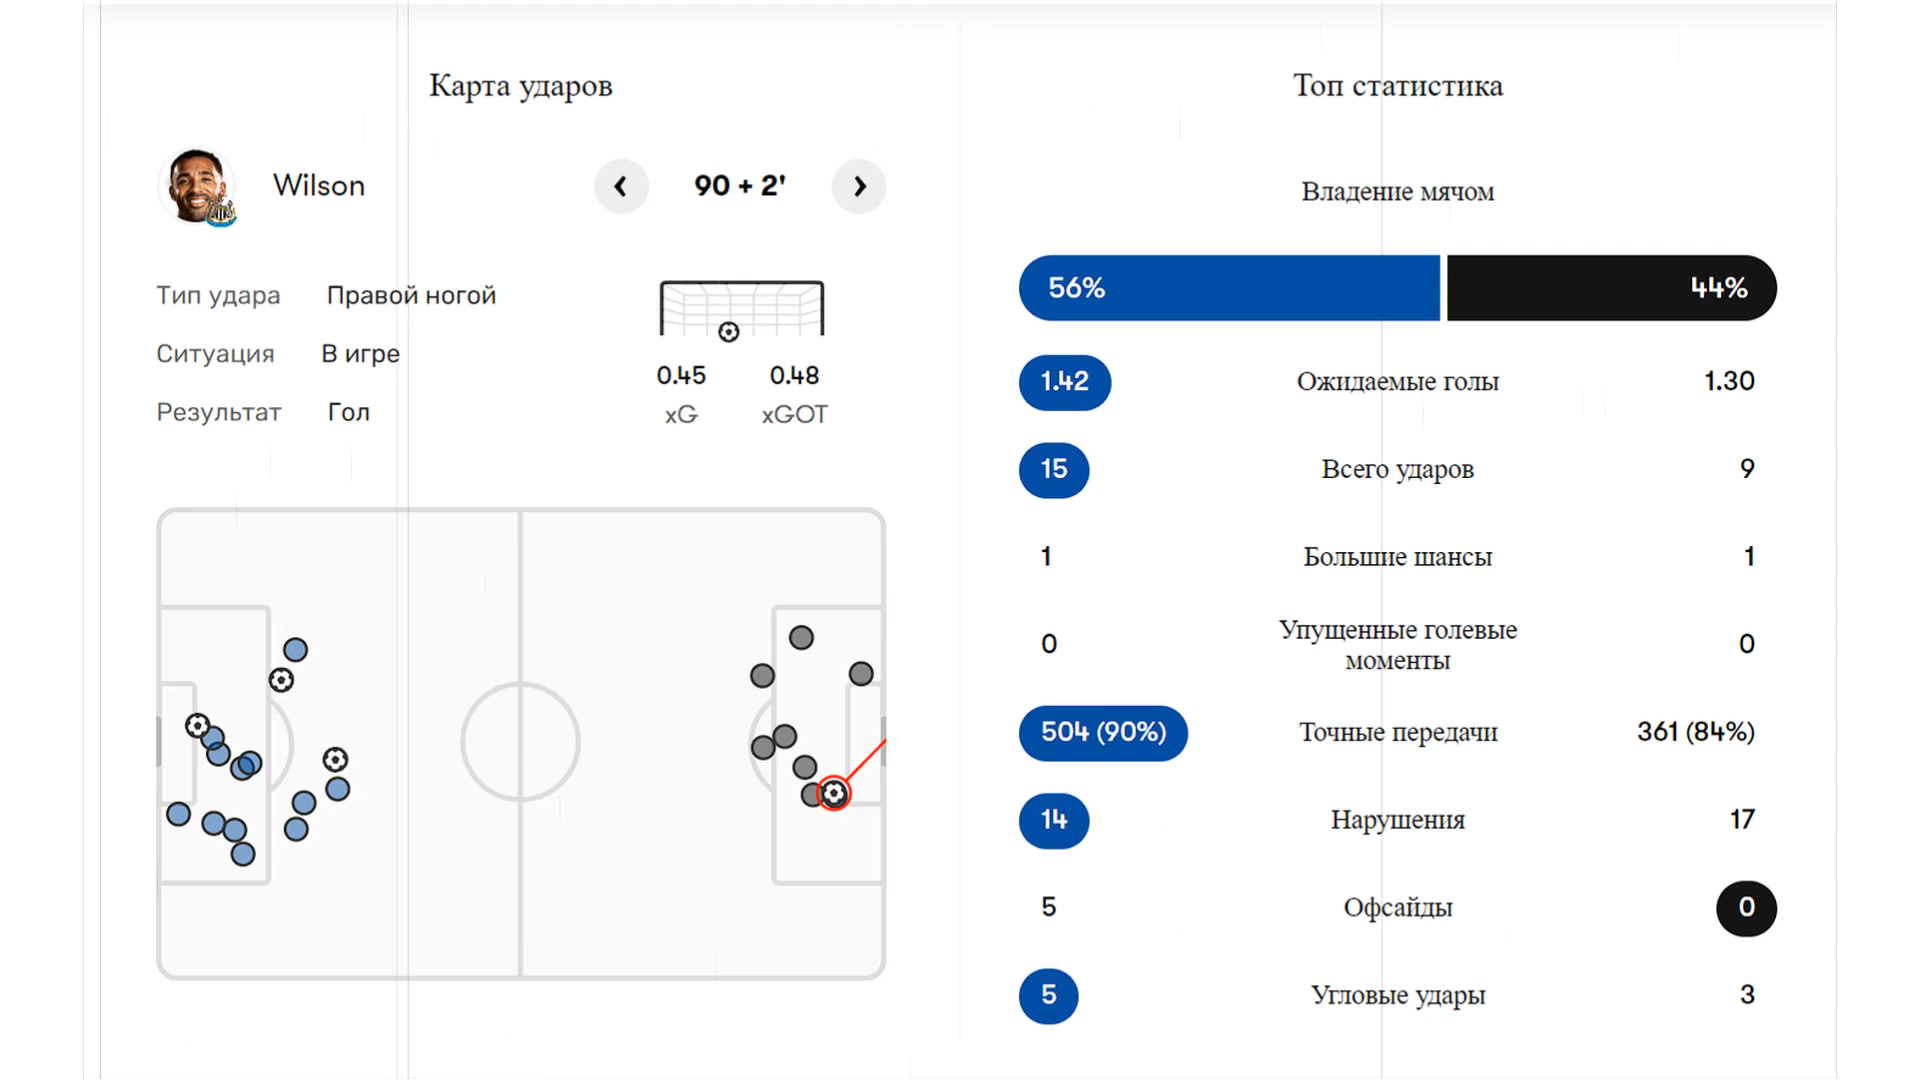 Карта ударов
Wilson
90 + 2'
Тип удара Правой ногой
Ситуация В игре
Результат Гол
0.45 0.48
xG xGOT
Топ статистика
Владение мячом
56% 44%
1.42 Ожидаемые голы 1.30
15 Всего ударов 9
1 Большие шансы 1
0 Упущенные голевые 0
моменты
504 (90%) Точные передачи 361 (84%)
14 Нарушения 17
5 Офсайды 0
5 Угловые удары 3